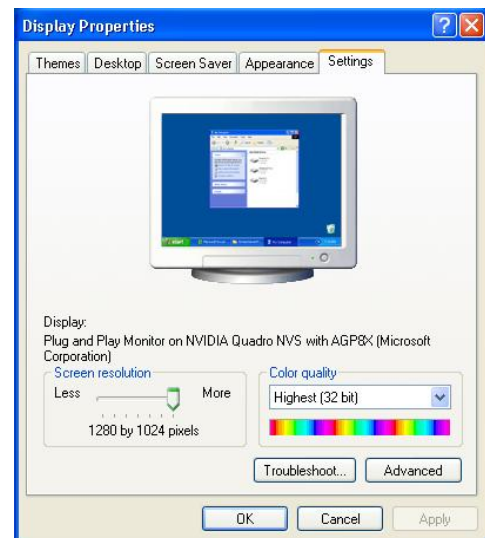 Display Properties
Themes Desktop Screen Saver Appearance Settings
start
Display:
Plug and Play Monitor on NVIDIA Quadro NVS with AGP8X (Microsoft
Corporation)
Screen resolution
Less More
1280 by 1024 pixels
Color quality
Highest (32 bit)
Troubleshoot... Advanced
OK Cancel Apply